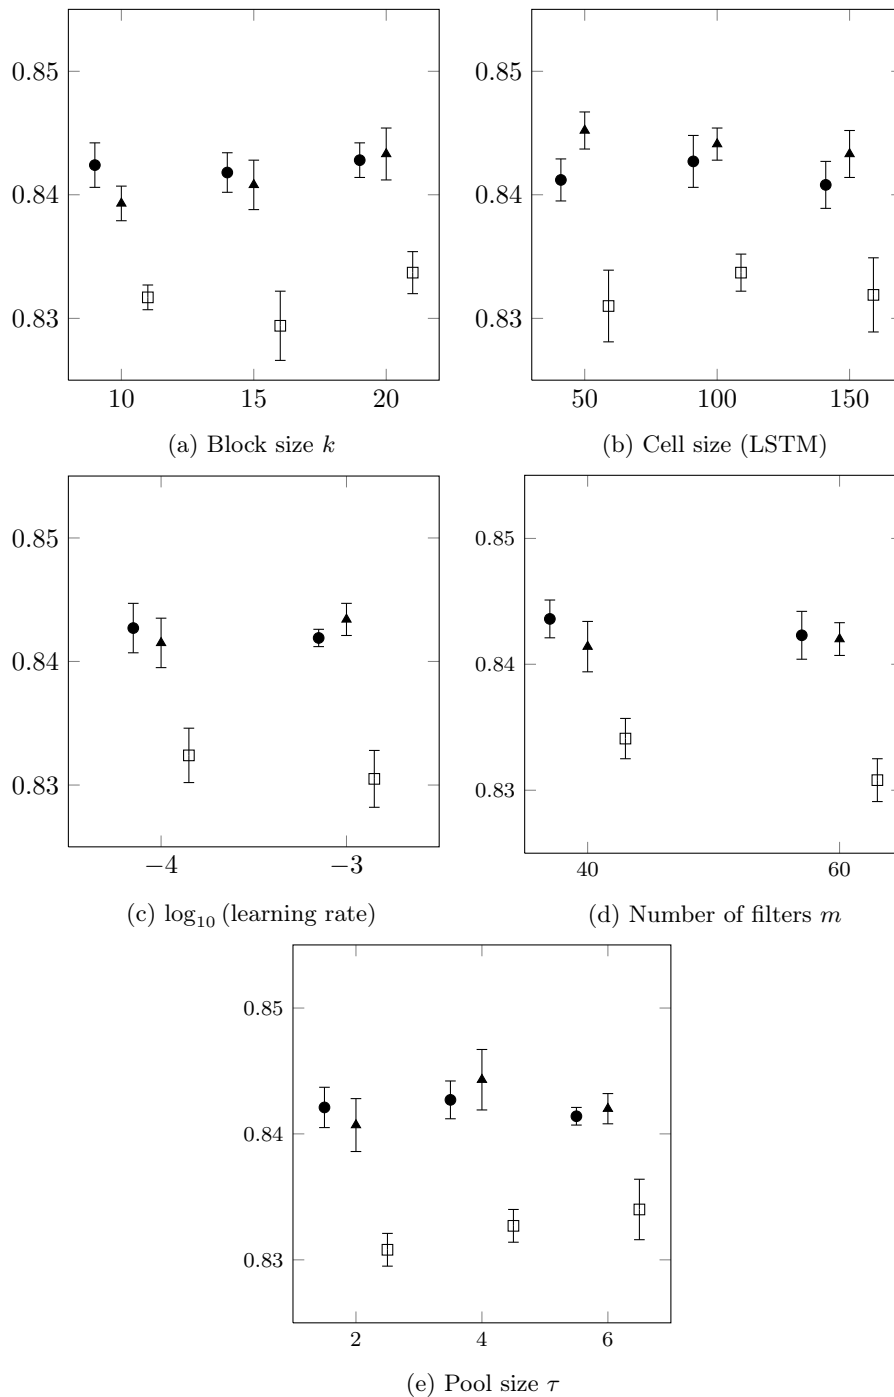 0.85
0.84
0.83
10 15 20
(a) Block size k
0.85
0.84
0.83
50 100 150
(b) Cell size (LSTM)
0.85
0.84
0.83
−4 −3
(c) log₁₀ (learning rate)
0.85
0.84
0.83
40 60
(d) Number of filters m
0.85
0.84
0.83
2 4 6
(e) Pool size τ